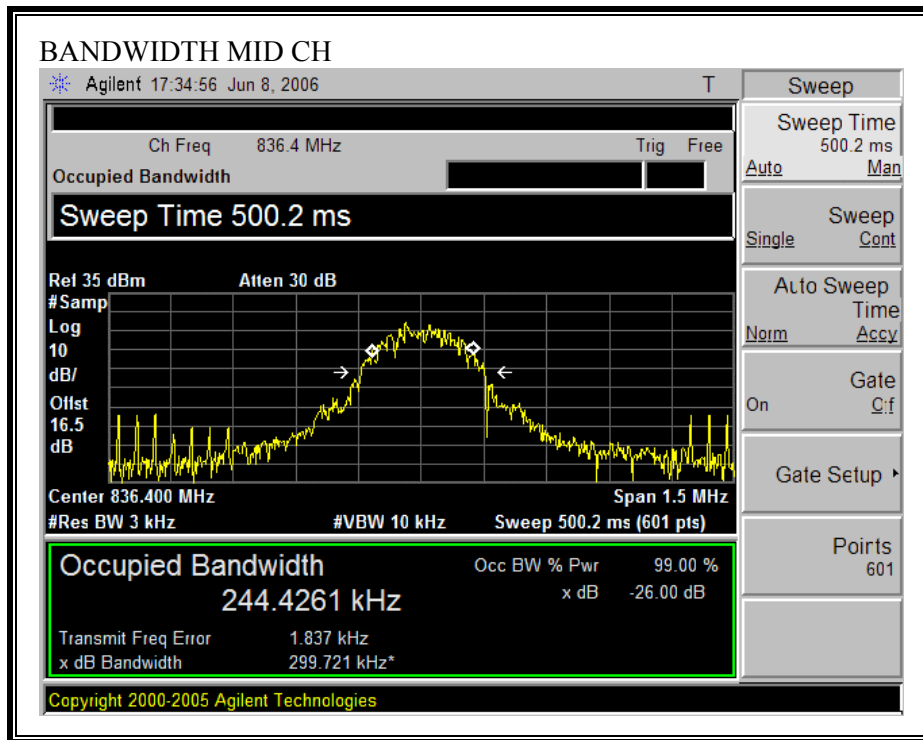 BANDWIDTH MID CH
Agilent 17:34:56 Jun 8, 2006 T
Sweep
Ch Freq 836.4 MHz Trig Free
Occupied Bandwidth
Sweep Time 500.2 ms
Sweep Time
500.2 ms
Auto Man
Sweep
Single Cont
Auto Sweep
Time
Norm Accy
Gate
On Off
Gate Setup
Points
601
Ref 35 dBm Atten 30 dB
#Samp
Log
10
dB/
Offst
16.5
dB
Center 836.400 MHz Span 1.5 MHz
#Res BW 3 kHz #VBW 10 kHz Sweep 500.2 ms (601 pts)
Occupied Bandwidth Occ BW % Pwr 99.00 %
244.4261 kHz x dB -26.00 dB
Transmit Freq Error 1.837 kHz
x dB Bandwidth 299.721 kHz*
Copyright 2000-2005 Agilent Technologies